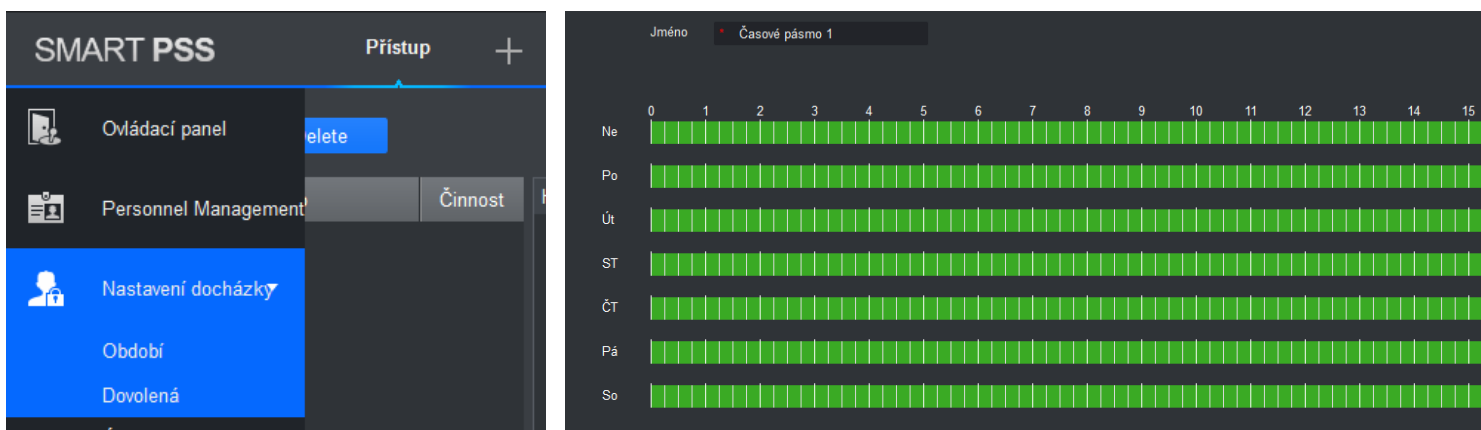 SMART PSS
Přístup
Ovládací panel
elete
Personnel Management
Činnost
Nastavení docházky
Období
Dovolená
Jméno * Časové pásmo 1
0 1 2 3 4 5 6 7 8 9 10 11 12 13 14 15
Ne
Po
Út
ST
ČT
Pá
So